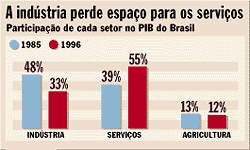 A indústria perde espaço para os serviços
Participação de cada setor no PIB do Brasil
1985 1996
48% 33% 39% 55% 13% 12%
INDÚSTRIA SERVIÇOS AGRICULTURA